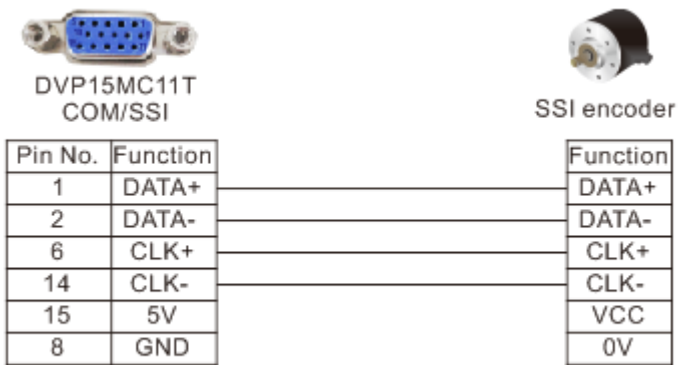 DVP15MC11T
COM/SSI
SSI encoder
Pin No. Function Function
1 DATA+ DATA+
2 DATA- DATA-
6 CLK+ CLK+
14 CLK- CLK-
15 5V VCC
8 GND 0V